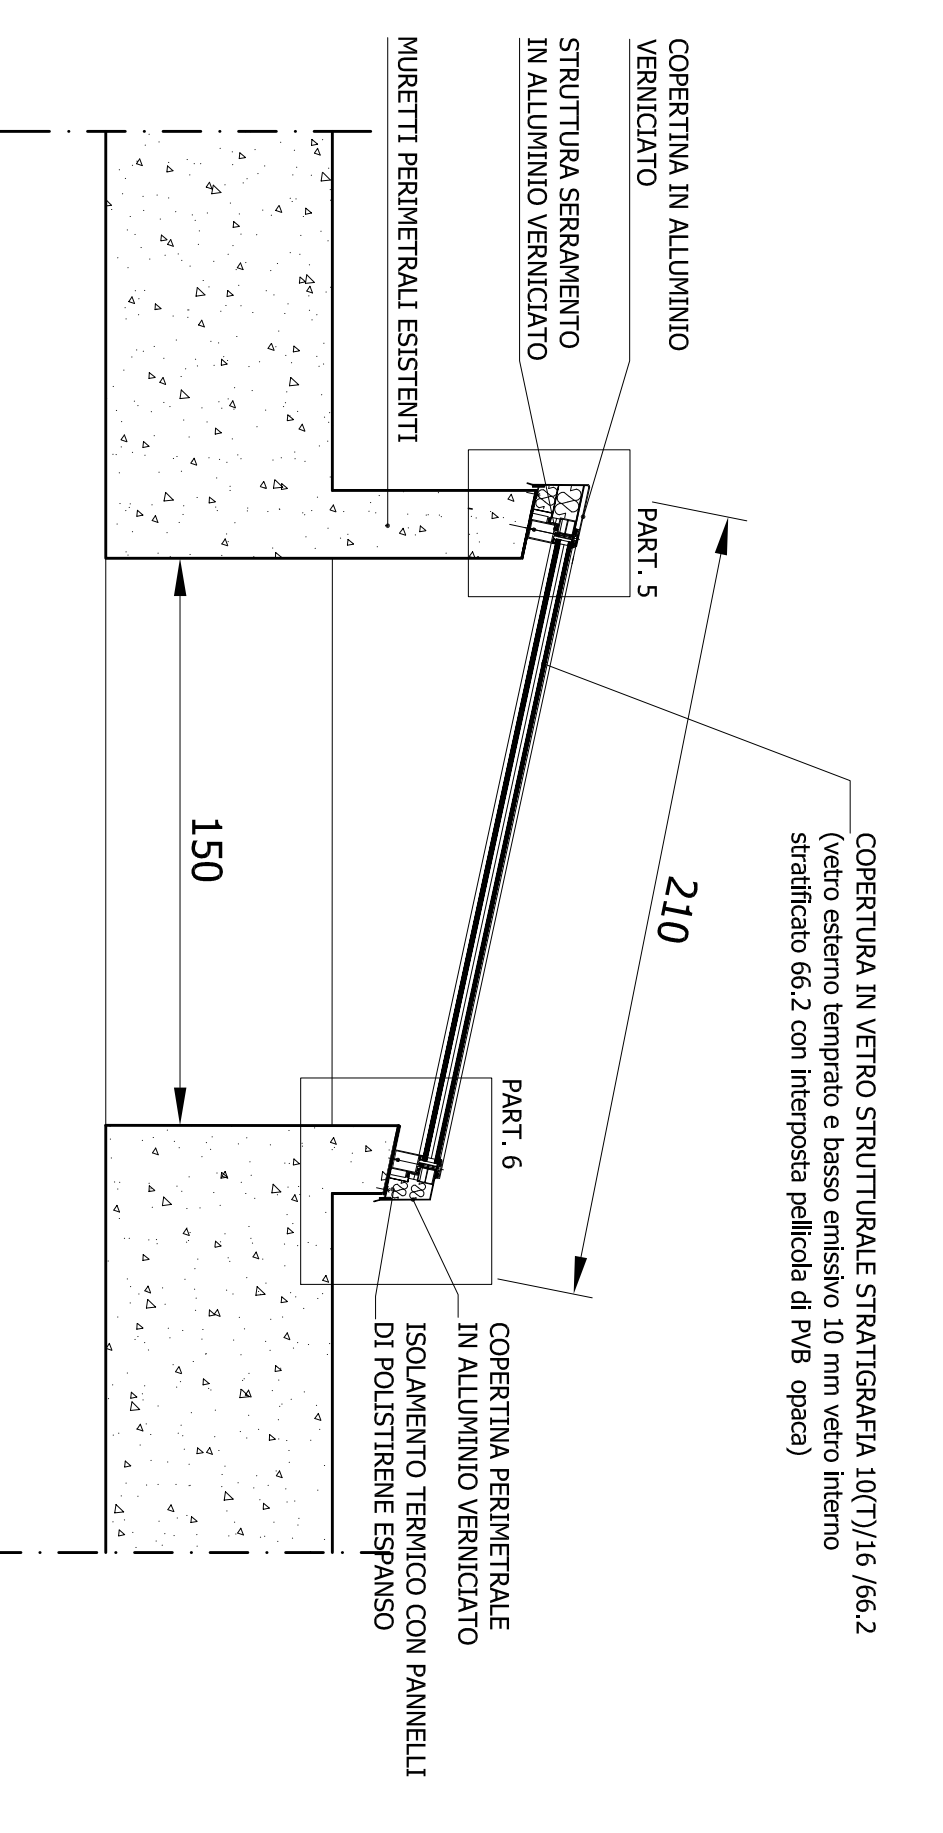 COPERTURA IN VETRO STRUTTURALE STRATIGRAFIA 10(T)/16 /66.2
(vetro esterno temprato e basso emissivo 10 mm vetro interno
stratificato 66.2 con interposta pellicola di PVB opaca)
COPERTINA IN ALLUMINIO
VERNICIATO
STRUTTURA SERRAMENTO
IN ALLUMINIO VERNICIATO
MURETTI PERIMETRALI ESISTENTI
PART. 5
210
PART. 6
150
COPERTINA PERIMETRALE
IN ALLUMINIO VERNICIATO
ISOLAMENTO TERMICO CON PANNELLI
DI POLISTIRENE ESPANSO